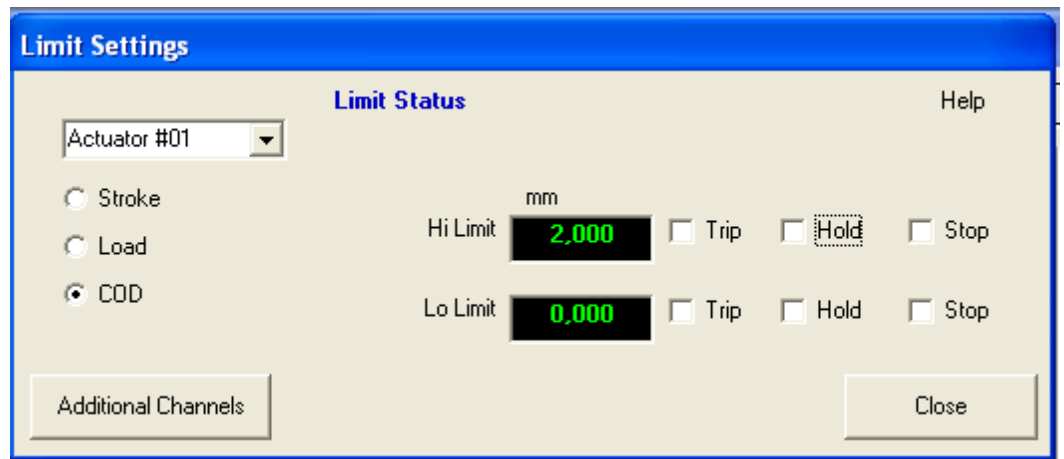 Limit Settings
Limit Status
Help
Actuator #01
Stroke
Load
COD
mm
Hi Limit 2,000 Trip Hold Stop
Lo Limit 0,000 Trip Hold Stop
Additional Channels
Close